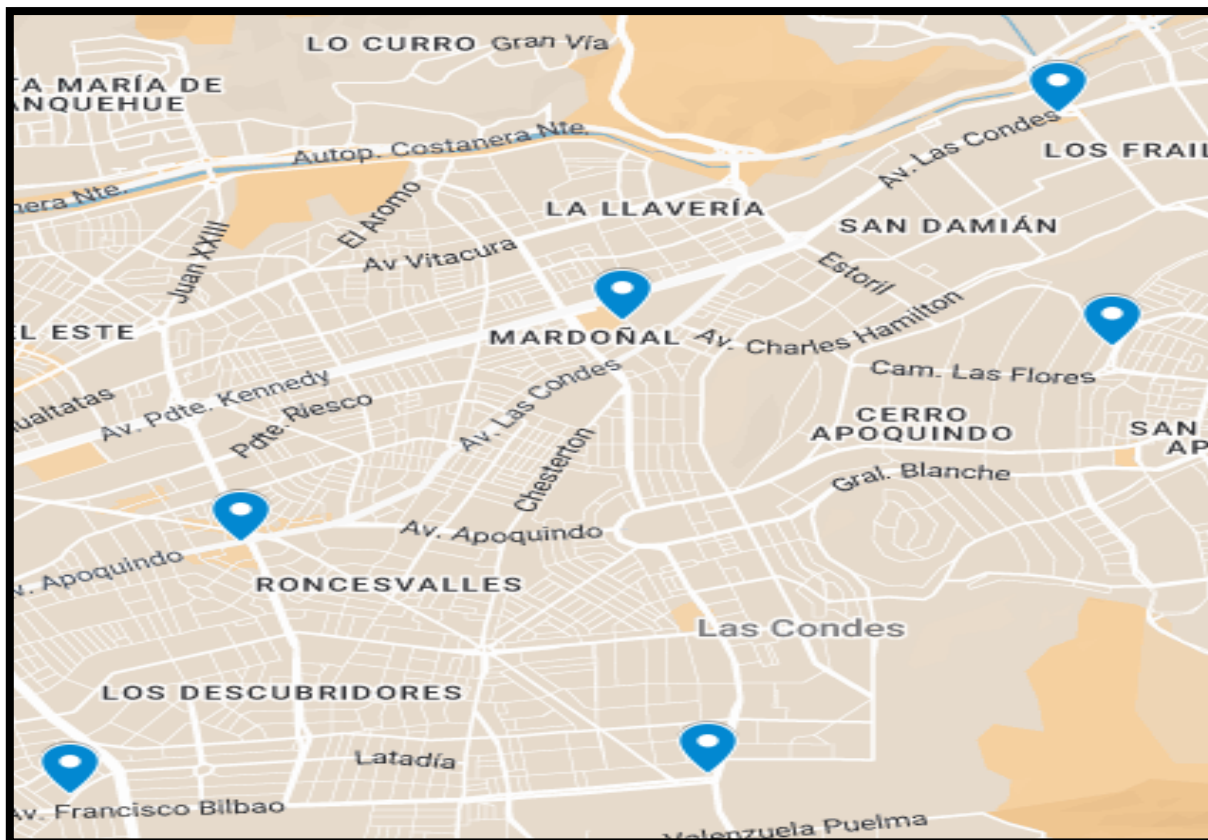 LO CURRO
Gran Vía
TA MARÍA DE
ANQUEHUE
Av. Las Condes
Autop. Costanera Nte.
LOS FRAIL
nera Nte.
El Aromo
LA LLAVERÍA
SAN DAMIÁN
Juan XXIII
Av Vitacura
Estoril
EL ESTE
MARDOÑAL
Av. Charles Hamilton
Cam. Las Flores
ualtatas
Av. Pdte. Kennedy
Pdte. Riesco
Av. Las Condes
CERRO
APOQUINDO
SAN
AP
Chesterton
Gral. Blanche
Av. Apoquindo
v. Apoquindo
RONCESVALLES
Las Condes
LOS DESCUBRIDORES
Latadía
Av. Francisco Bilbao
Valenzuela Puelma